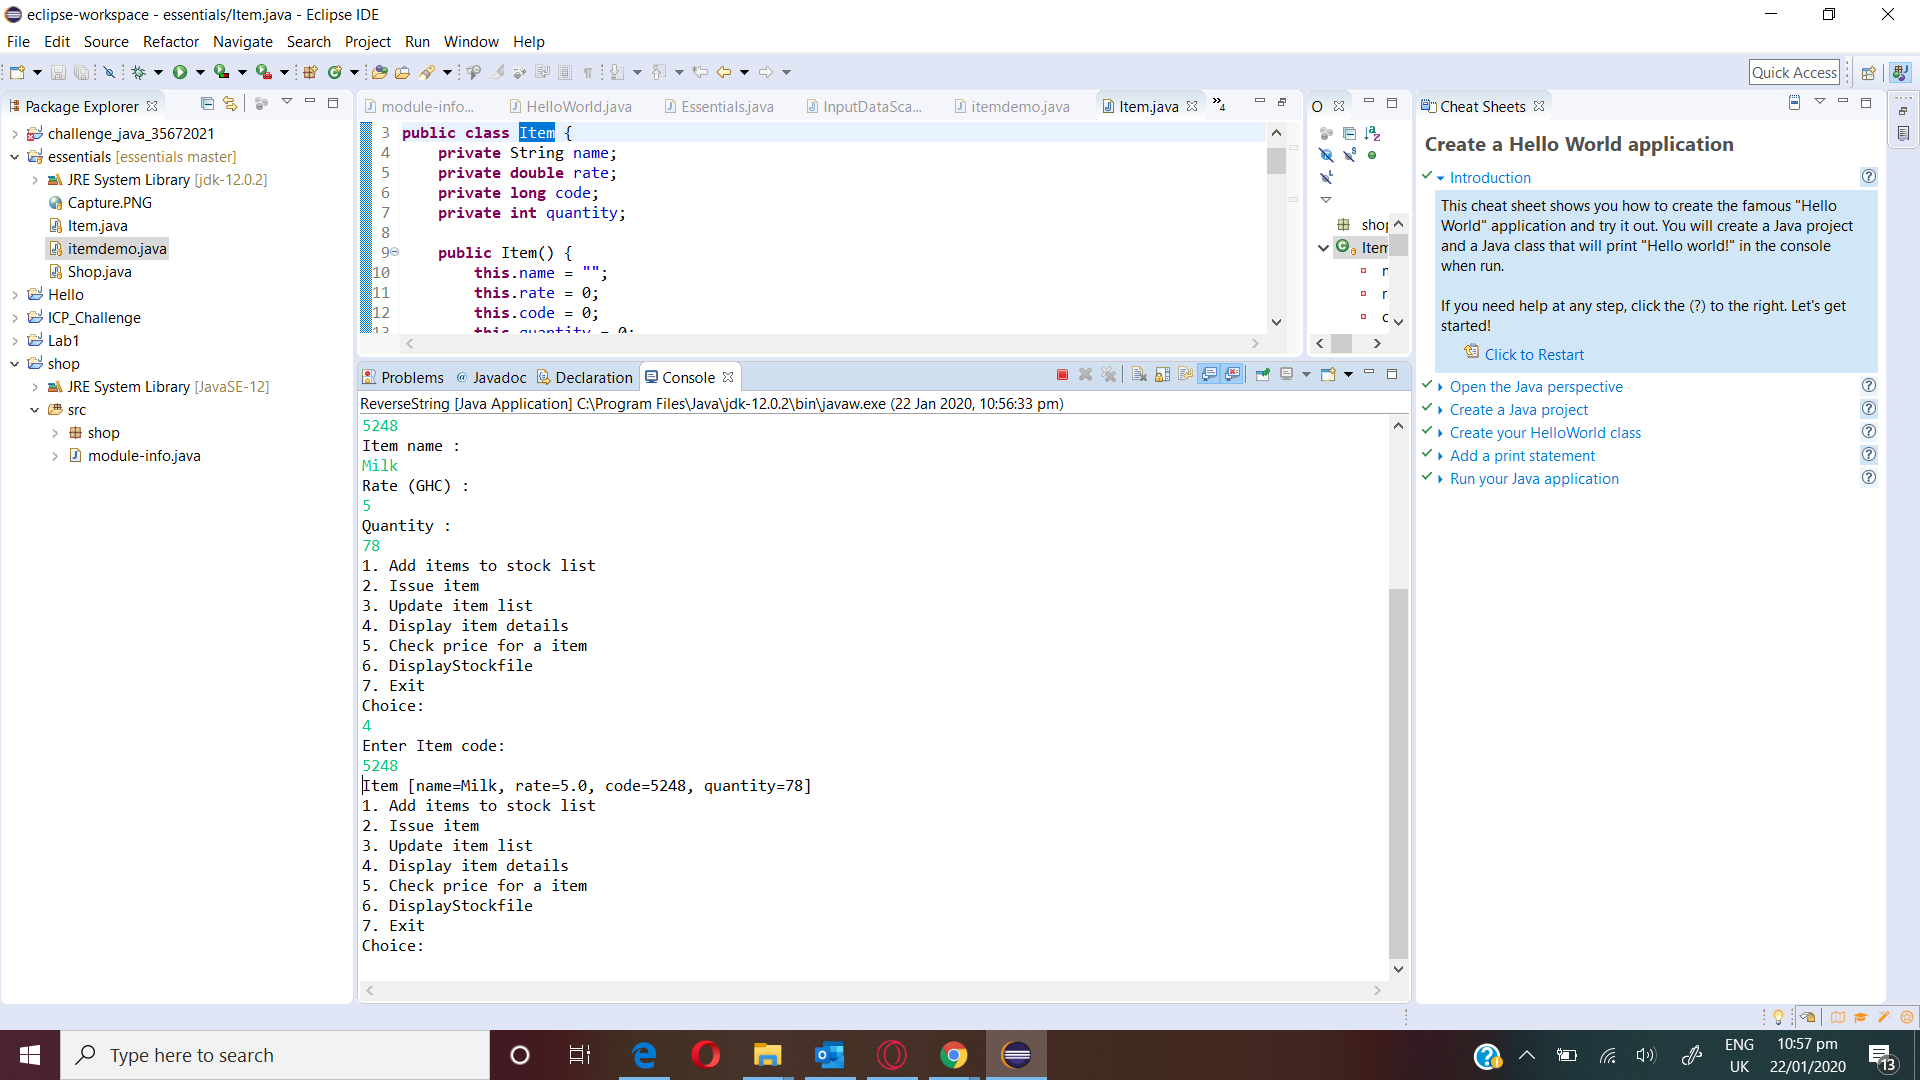 eclipse-workspace - essentials/Item.java - Eclipse IDE
File Edit Source Refactor Navigate Search Project Run Window Help
Quick Access
Package Explorer
challenge_java_35672021
essentials [essentials master]
JRE System Library [jdk-12.0.2]
Capture.PNG
Item.java
itemdemo.java
Shop.java
Hello
ICP_Challenge
Lab1
shop
JRE System Library [JavaSE-12]
src
shop
module-info.java
module-info... HelloWorld.java Essentials.java InputDataSca... itemdemo.java Item.java 4
3 public class Item {
4 private String name;
5 private double rate;
6 private long code;
7 private int quantity;
8
9 public Item() {
10 this.name = "";
11 this.rate = 0;
12 this.code = 0;
13 this.quantity = 0;
O
shop
Item
Problems Javadoc Declaration Console
ReverseString [Java Application] C:\Program Files\Java\jdk-12.0.2\bin\javaw.exe (22 Jan 2020, 10:56:33 pm)
5248
Item name :
Milk
Rate (GHC) :
5
Quantity :
78
1. Add items to stock list
2. Issue item
3. Update item list
4. Display item details
5. Check price for a item
6. DisplayStockfile
7. Exit
Choice:
4
Enter Item code:
5248
Item [name=Milk, rate=5.0, code=5248, quantity=78]
1. Add items to stock list
2. Issue item
3. Update item list
4. Display item details
5. Check price for a item
6. DisplayStockfile
7. Exit
Choice:
Cheat Sheets
Create a Hello World application
Introduction
This cheat sheet shows you how to create the famous "Hello
World" application and try it out. You will create a Java project
and a Java class that will print "Hello world!" in the console
when run.
If you need help at any step, click the (?) to the right. Let's get
started!
Click to Restart
Open the Java perspective
Create a Java project
Create your HelloWorld class
Add a print statement
Run your Java application
Type here to search
ENG
UK
10:57 pm
22/01/2020
13